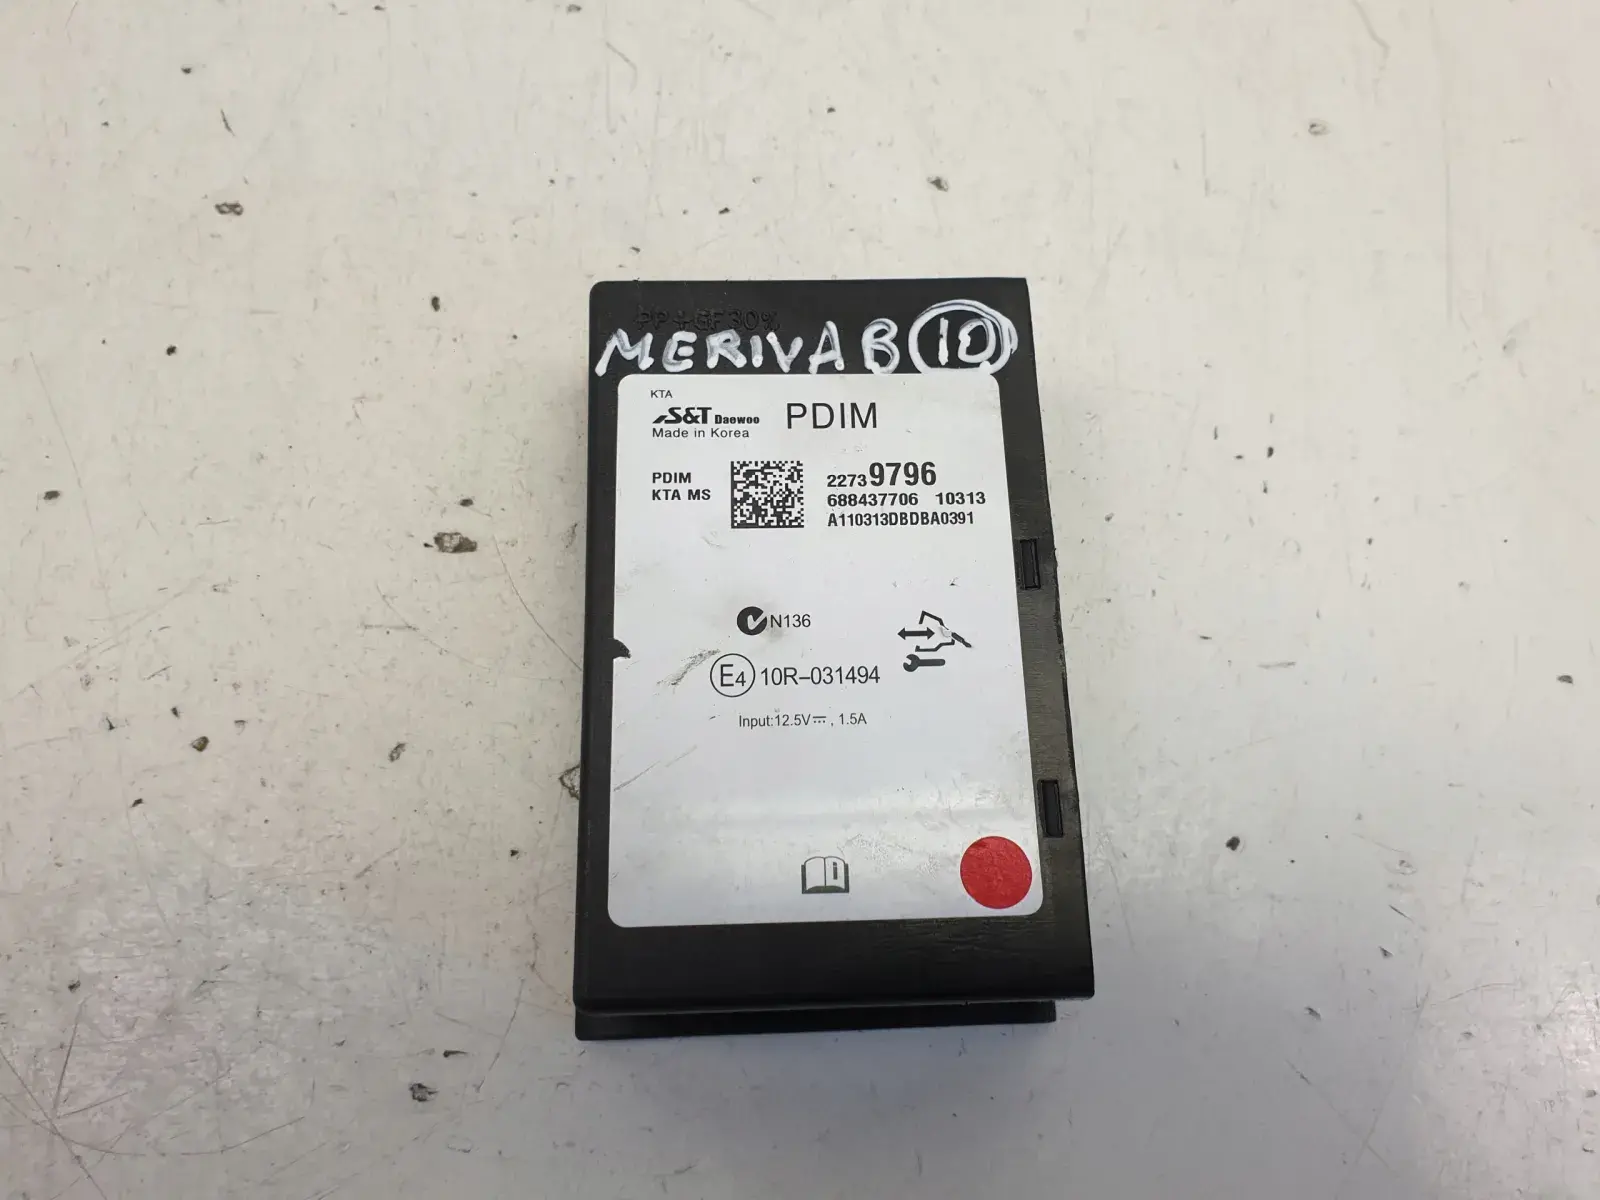 PP+GF30%
MERIVA B 10
KTA
S&T Daewoo PDIM
Made in Korea
PDIM
KTA MS
22739796
688437706 10313
A110313DBDBA0391
N136
E4 10R-031494
Input:12.5V⎓, 1.5A
i